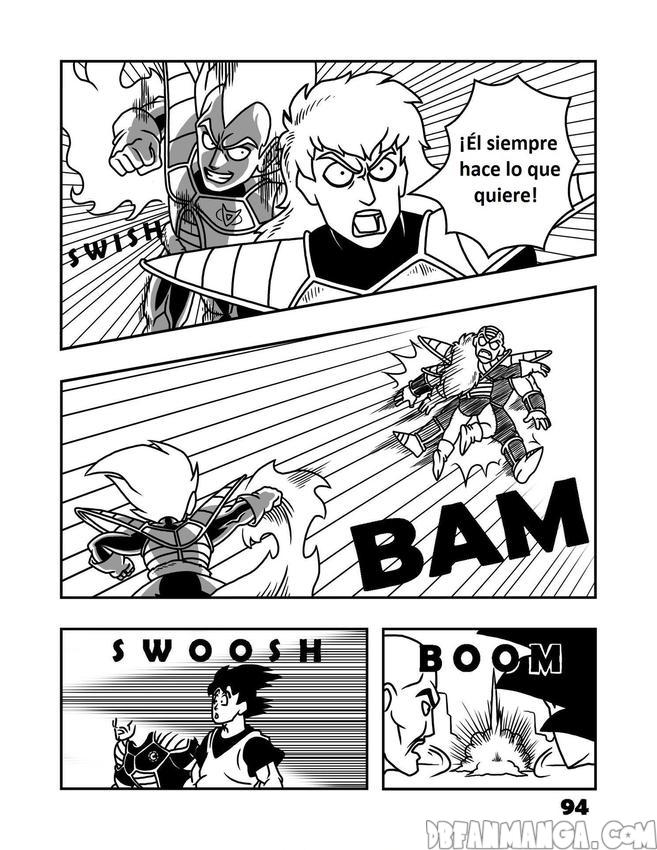 ¡Él siempre
hace lo que
quiere!
SWISH
BAM
SWOOSH
BOOM
94
DBFANMANGA.COM